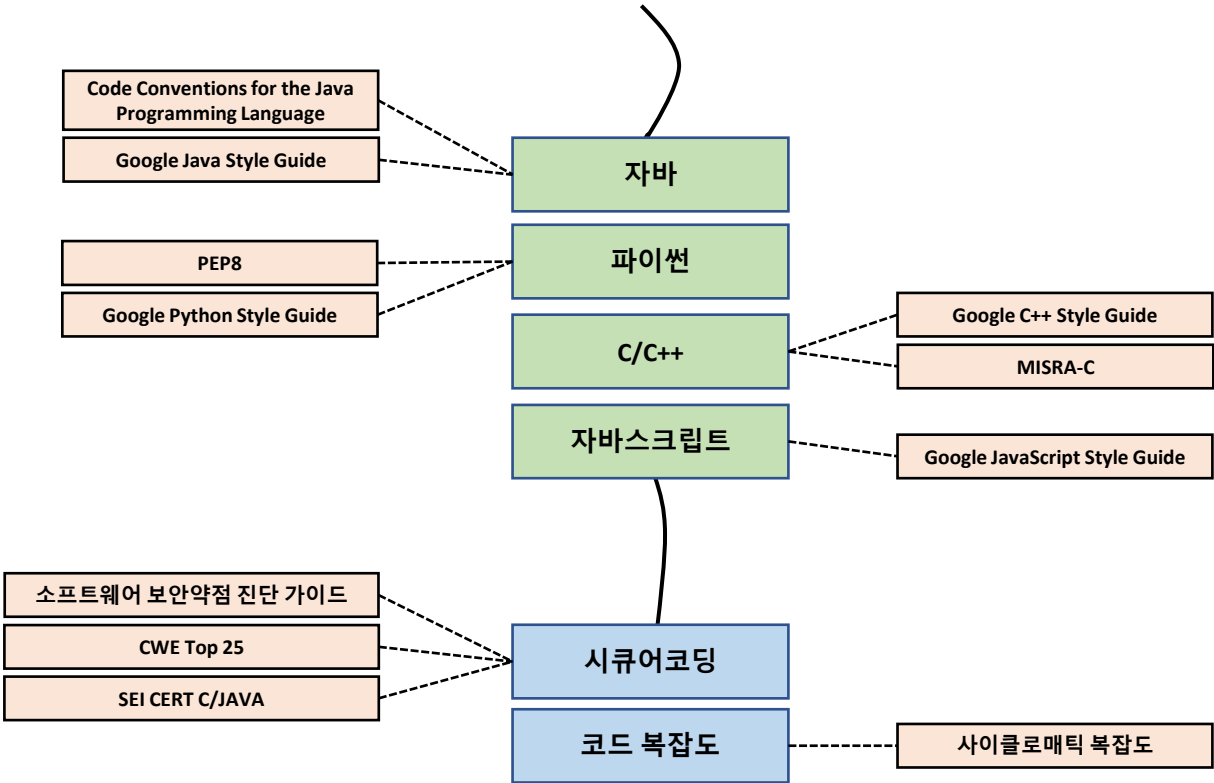 Code Conventions for the Java
Programming Language
Google Java Style Guide
자바
PEP8
Google Python Style Guide
파이썬
C/C++
Google C++ Style Guide
MISRA-C
자바스크립트
Google JavaScript Style Guide
소프트웨어 보안약점 진단 가이드
CWE Top 25
SEI CERT C/JAVA
시큐어코딩
코드 복잡도
사이클로매틱 복잡도